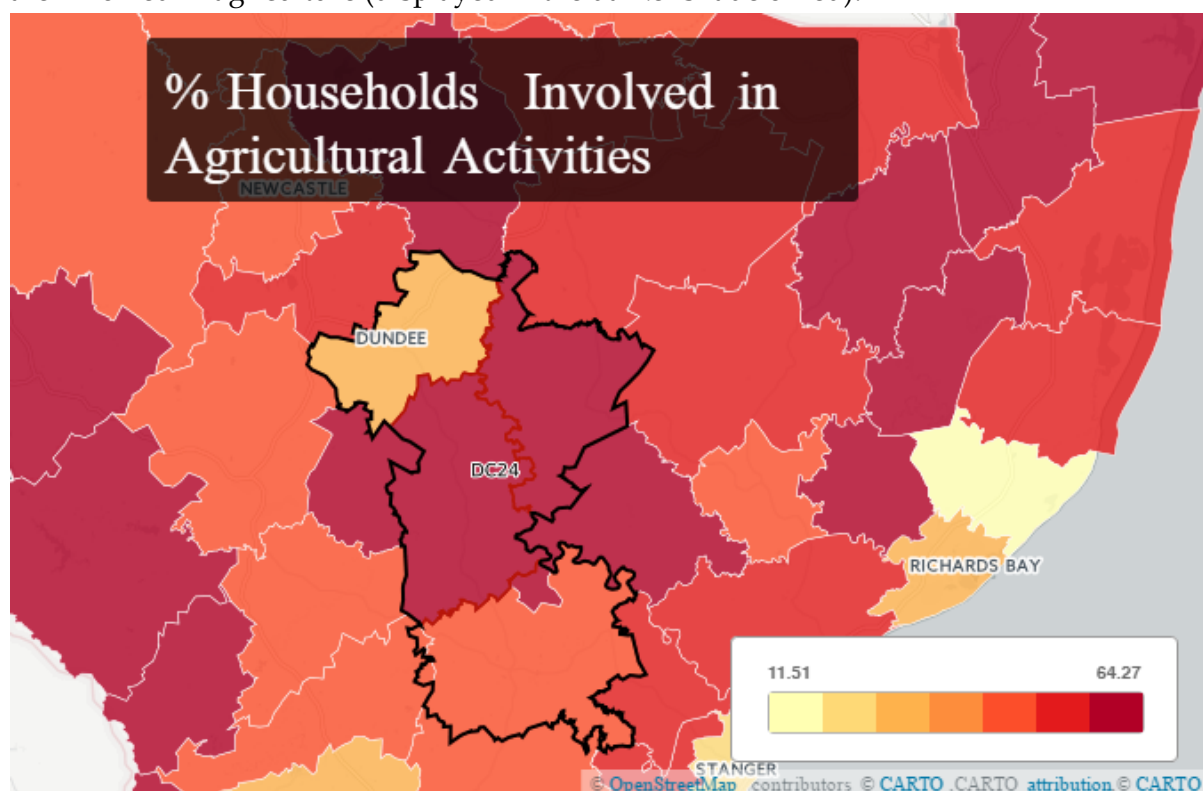 % Households Involved in
Agricultural Activities
NEWCASTLE
DUNDEE
DC24
RICHARDS BAY
11.51 64.27
STANGER
© OpenStreetMap contributors © CARTO ,CARTO attribution © CARTO